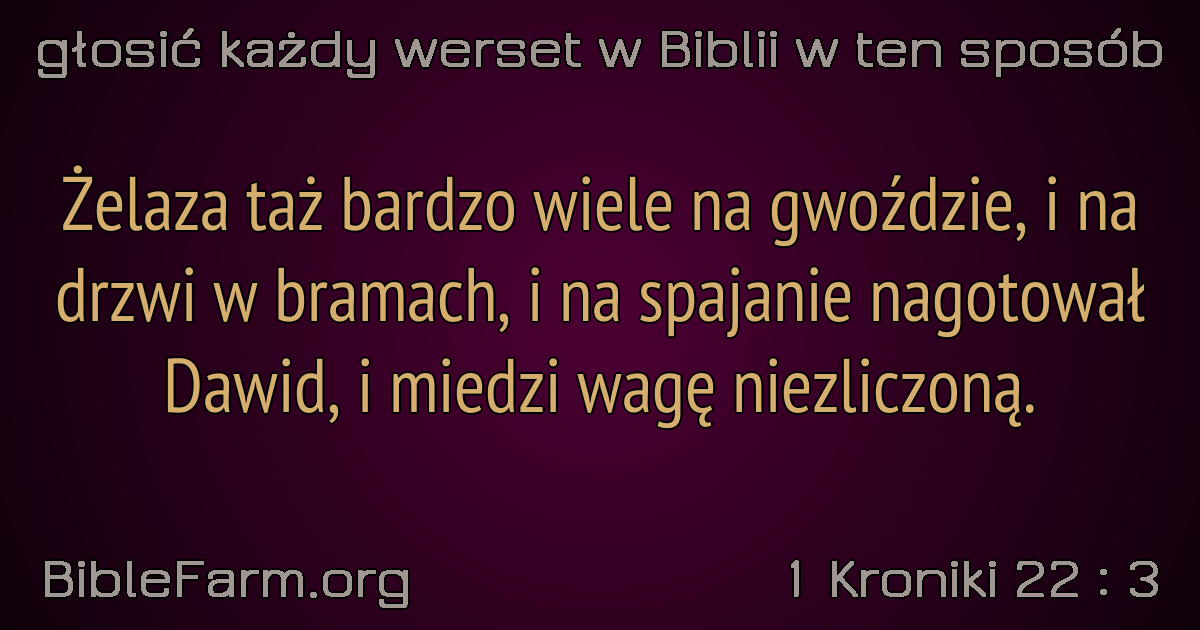 głosić każdy werset w Biblii w ten sposób
Żelaza taż bardzo wiele na gwoździe, i na
drzwi w bramach, i na spajanie nagotował
Dawid, i miedzi wagę niezliczoną.
BibleFarm.org
1 Kroniki 22 : 3